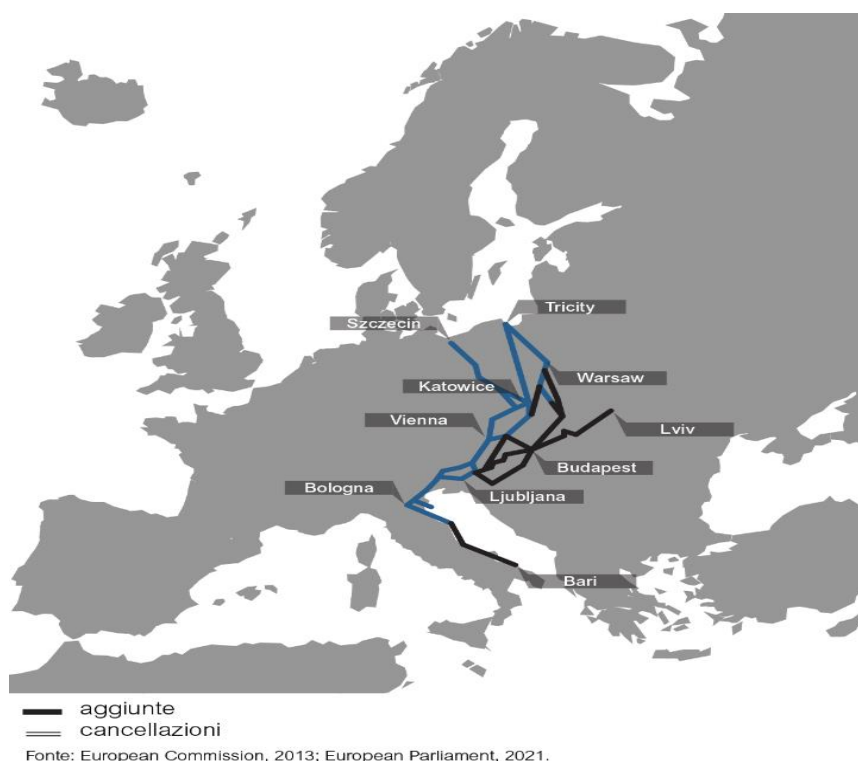 Tricity
Szczecin
Warsaw
Katowice
Vienna
Lviv
Budapest
Bologna
Ljubljana
Bari
aggiunte
cancellazioni
Fonte: European Commission, 2013; European Parliament, 2021.